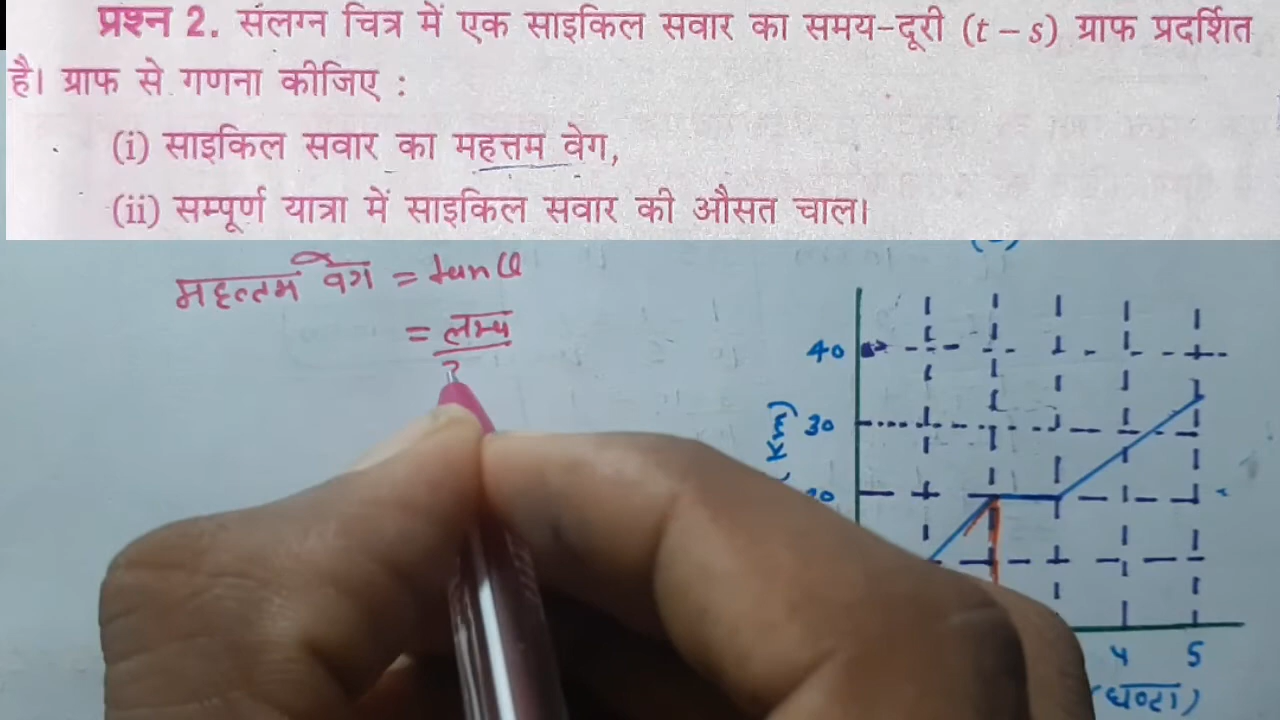 प्रश्न 2. संलग्न चित्र में एक साइकिल सवार का समय-दूरी (t – s) ग्राफ प्रदर्शित
है। ग्राफ से गणना कीजिए :
(i) साइकिल सवार का महत्तम वेग,
(ii) सम्पूर्ण यात्रा में साइकिल सवार की औसत चाल।
महत्तम वेग = tanθ
= लम्ब
40
30
Km)
4 5
(घण्टा)